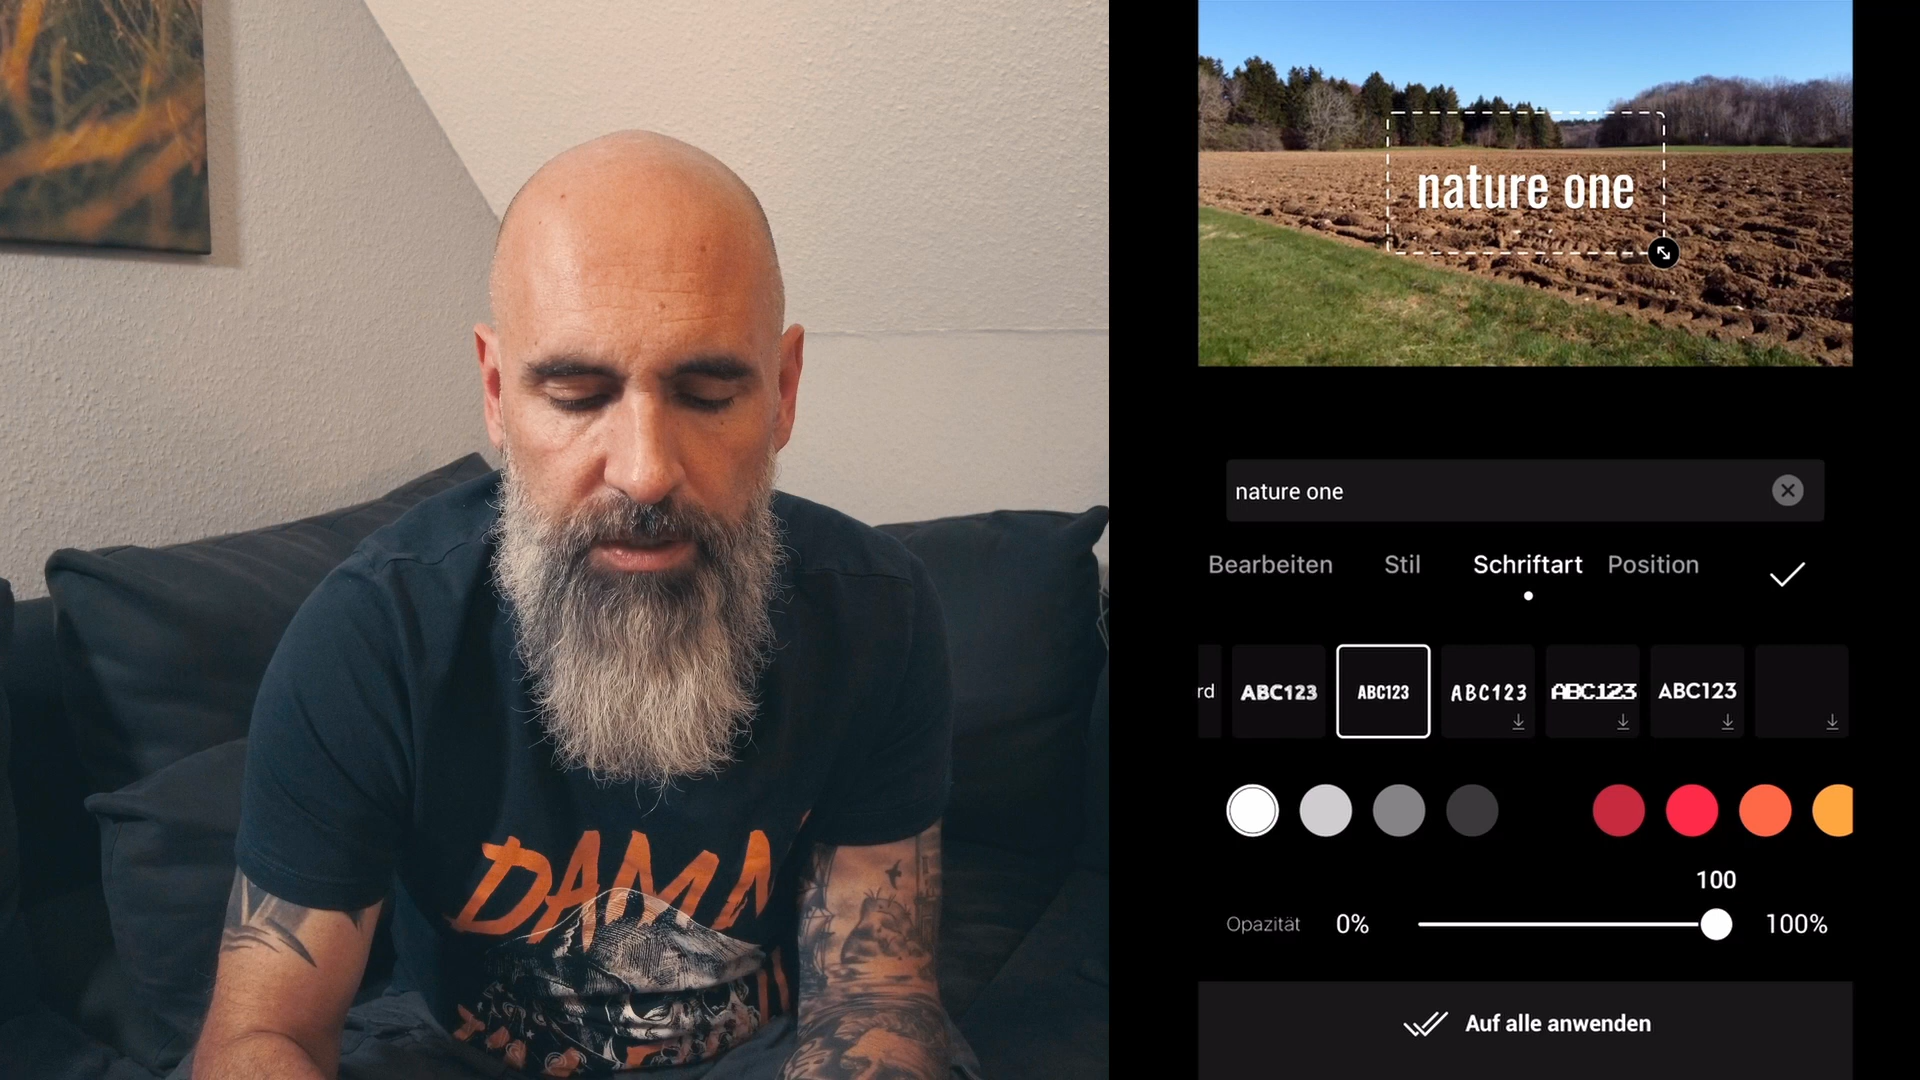 DAMN
nature one
nature one
Bearbeiten Stil Schriftart Position
rd ABC123 ABC123 ABC123 ABC123 ABC123
100
Opazität 0% 100%
Auf alle anwenden